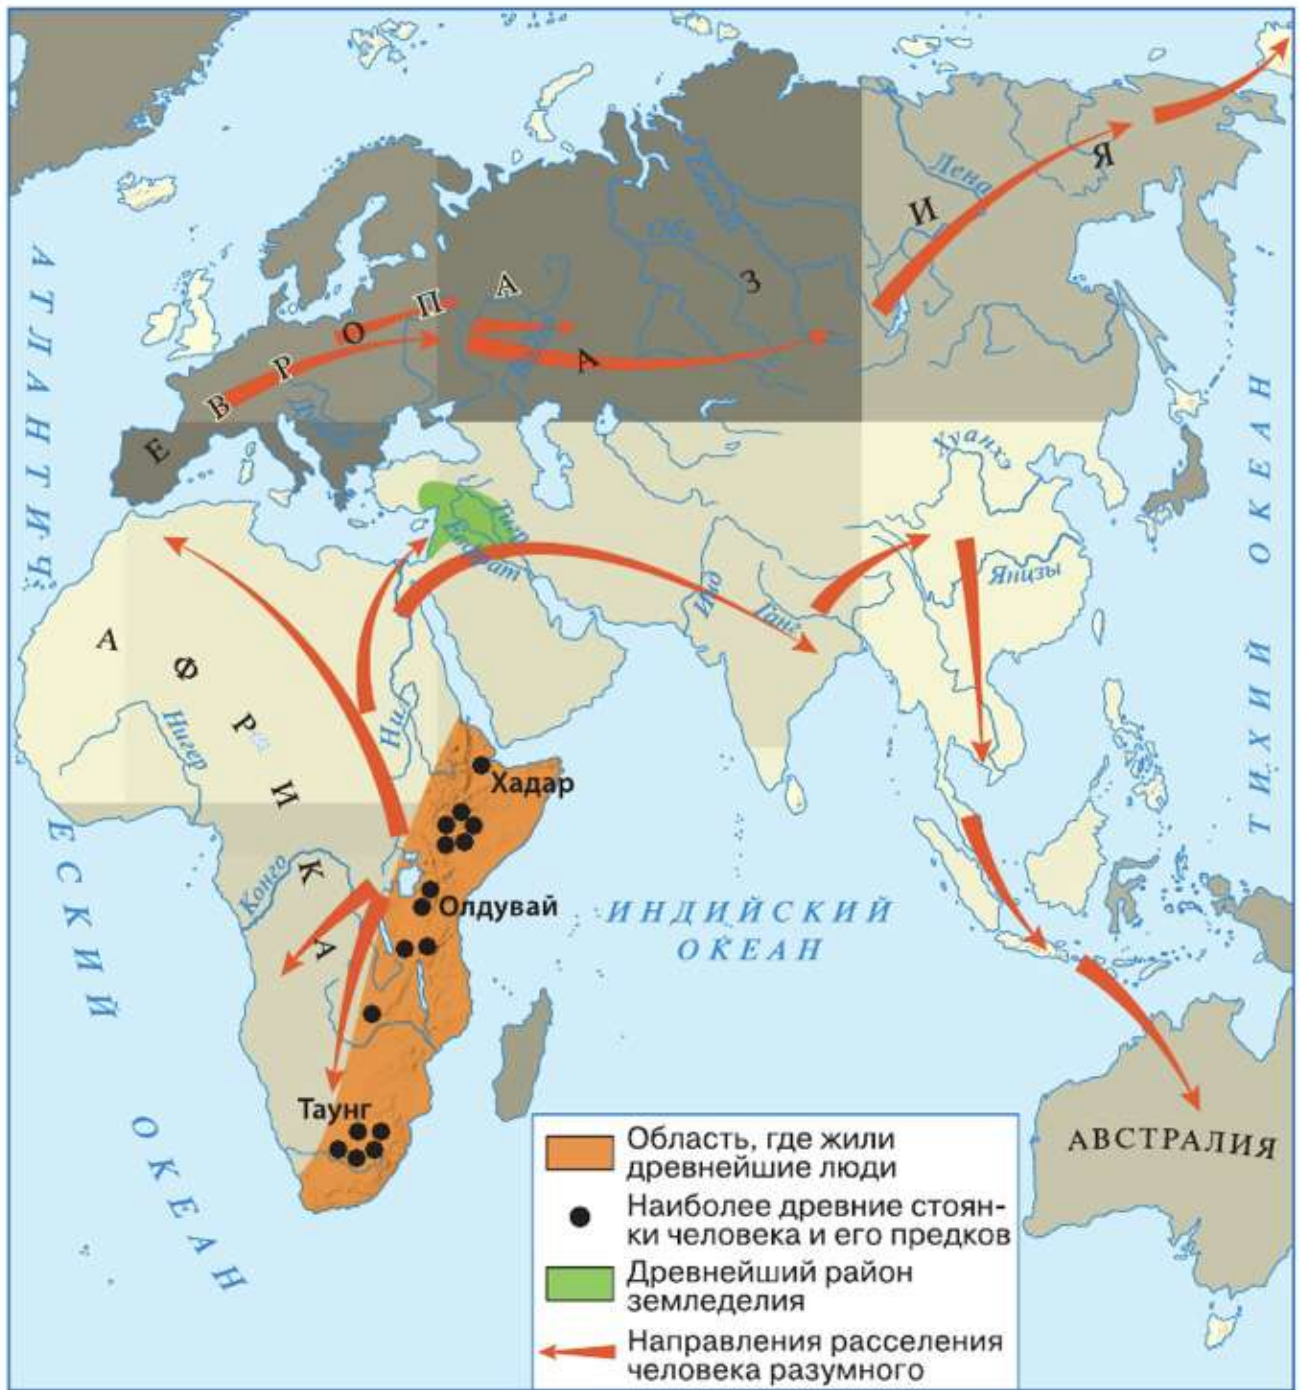 ЕВРОПА
АЗИЯ
Лена
Обь
АТЛАНТИЧЕСКИЙ ОКЕАН
ТИХИЙ ОКЕАН
Хуанхэ
Янцзы
Тигр
Евфрат
Инд
Ганг
АФРИКА
Нигер
Нил
Хадар
Конго
Олдувай
ИНДИЙСКИЙ
ОКЕАН
Таунг
АВСТРАЛИЯ
Область, где жили
древнейшие люди
Наиболее древние стоян-
ки человека и его предков
Древнейший район
земледелия
Направления расселения
человека разумного